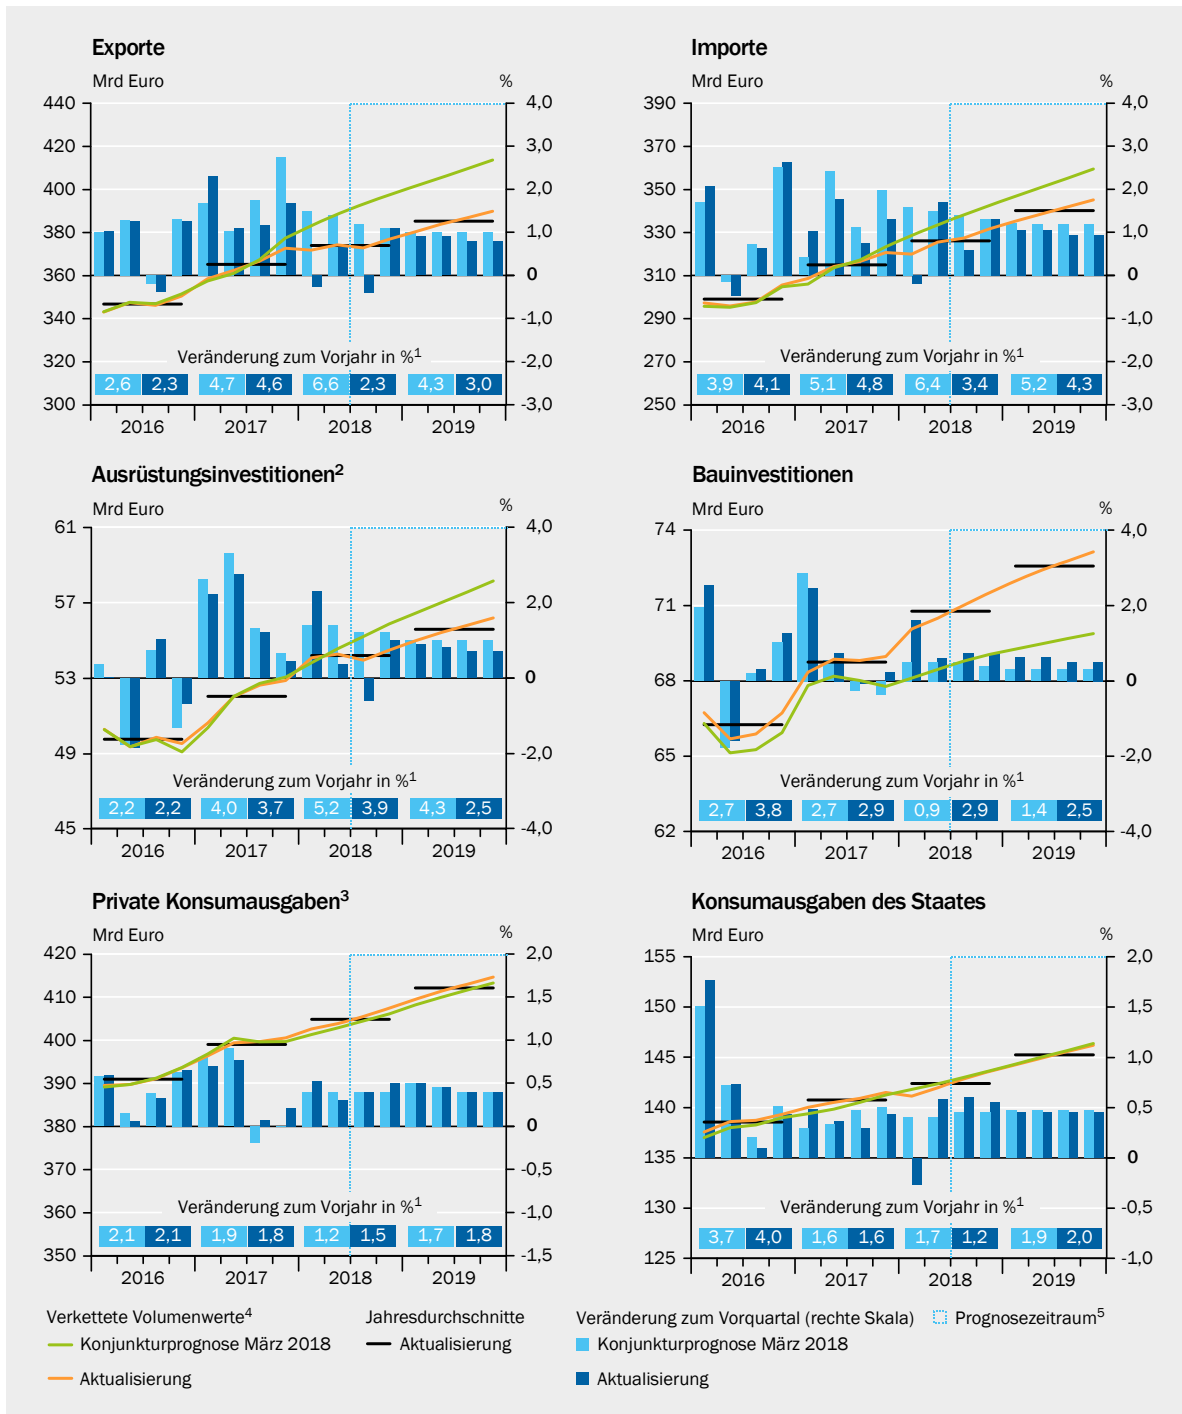 Exporte
Mrd Euro %
440 4,0
420 3,0
400 2,0
380 1,0
360 0
340 -1,0
320 -2,0
300 -3,0
Veränderung zum Vorjahr in %1
2,6 2,3 4,7 4,6 6,6 2,3 4,3 3,0
2016 2017 2018 2019
Importe
Mrd Euro %
390 4,0
370 3,0
350 2,0
330 1,0
310 0
290 -1,0
270 -2,0
250 -3,0
Veränderung zum Vorjahr in %1
3,9 4,1 5,1 4,8 6,4 3,4 5,2 4,3
2016 2017 2018 2019
Ausrüstungsinvestitionen2
Mrd Euro %
61 4,0
57 2,0
53 0
49 -2,0
45 -4,0
Veränderung zum Vorjahr in %1
2,2 2,2 4,0 3,7 5,2 3,9 4,3 2,5
2016 2017 2018 2019
Bauinvestitionen
Mrd Euro %
74 4,0
71 2,0
68 0
65 -2,0
62 -4,0
Veränderung zum Vorjahr in %1
2,7 3,8 2,7 2,9 0,9 2,9 1,4 2,5
2016 2017 2018 2019
Private Konsumausgaben3
Mrd Euro %
420 2,0
410 1,5
400 1,0
390 0,5
380 0
370 -0,5
360 -1,0
350 -1,5
Veränderung zum Vorjahr in %1
2,1 2,1 1,9 1,8 1,2 1,5 1,7 1,8
2016 2017 2018 2019
Konsumausgaben des Staates
Mrd Euro %
155 2,0
150 1,5
145 1,0
140 0,5
135 0
130 -0,5
125 -1,0
Veränderung zum Vorjahr in %1
3,7 4,0 1,6 1,6 1,7 1,2 1,9 2,0
2016 2017 2018 2019
Verkettete Volumenwerte4 Jahresdurchschnitte Veränderung zum Vorquartal (rechte Skala) Prognosezeitraum5
Konjunkturprognose März 2018 Aktualisierung Konjunkturprognose März 2018
Aktualisierung Aktualisierung